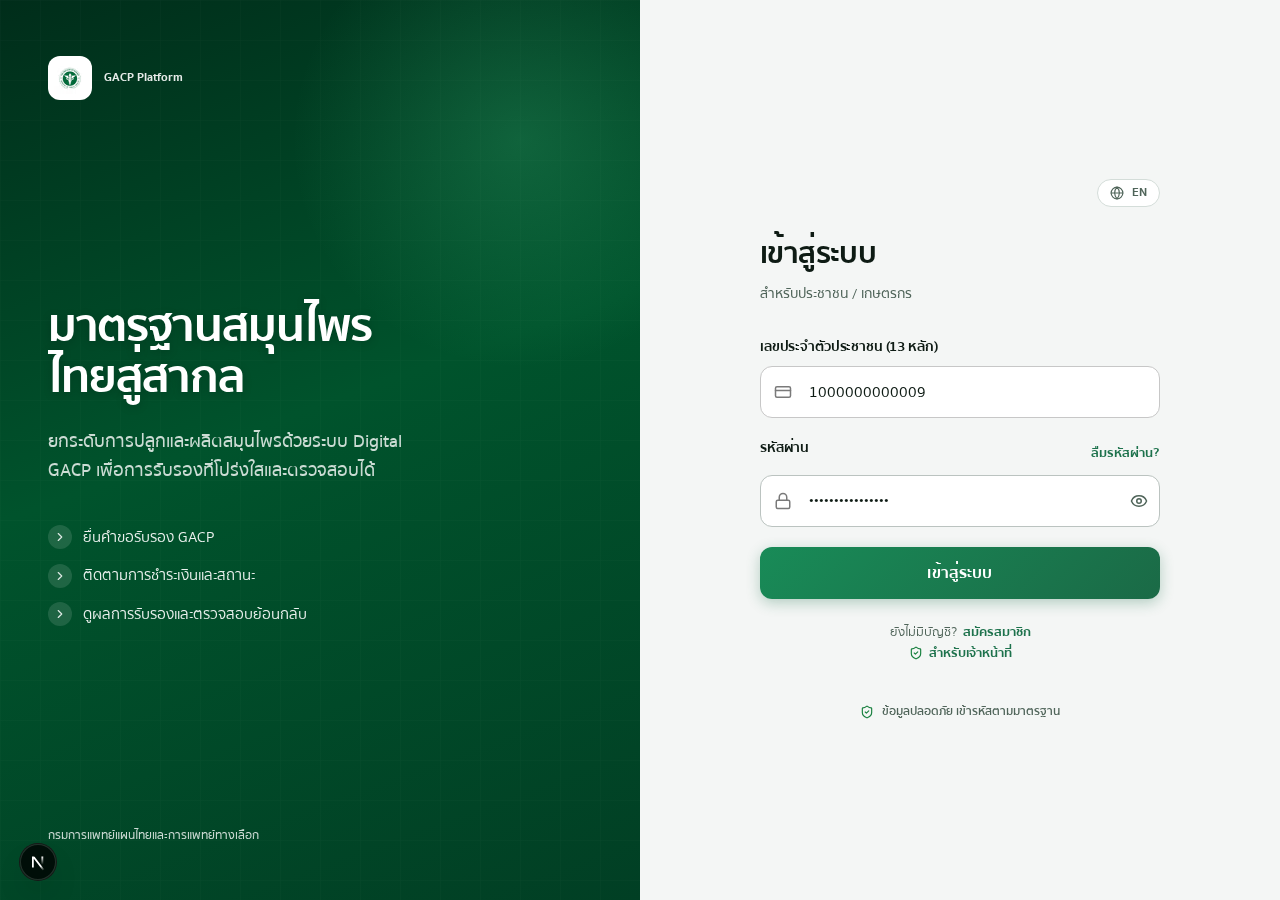 GACP Platform
มาตรฐานสมุนไพร
ไทยสู่สากล
ยกระดับการปลูกและผลิตสมุนไพรด้วยระบบ Digital
GACP เพื่อการรับรองที่โปร่งใสและตรวจสอบได้
ยื่นคำขอรับรอง GACP
ติดตามการชำระเงินและสถานะ
ดูผลการรับรองและตรวจสอบย้อนกลับ
กรมการแพทย์แผนไทยและการแพทย์ทางเลือก
N
EN
เข้าสู่ระบบ
สำหรับประชาชน / เกษตรกร
เลขประจำตัวประชาชน (13 หลัก)
1000000000009
รหัสผ่าน
ลืมรหัสผ่าน?
••••••••••••••••
เข้าสู่ระบบ
ยังไม่มีบัญชี? สมัครสมาชิก
สำหรับเจ้าหน้าที่
ข้อมูลปลอดภัย เข้ารหัสตามมาตรฐาน